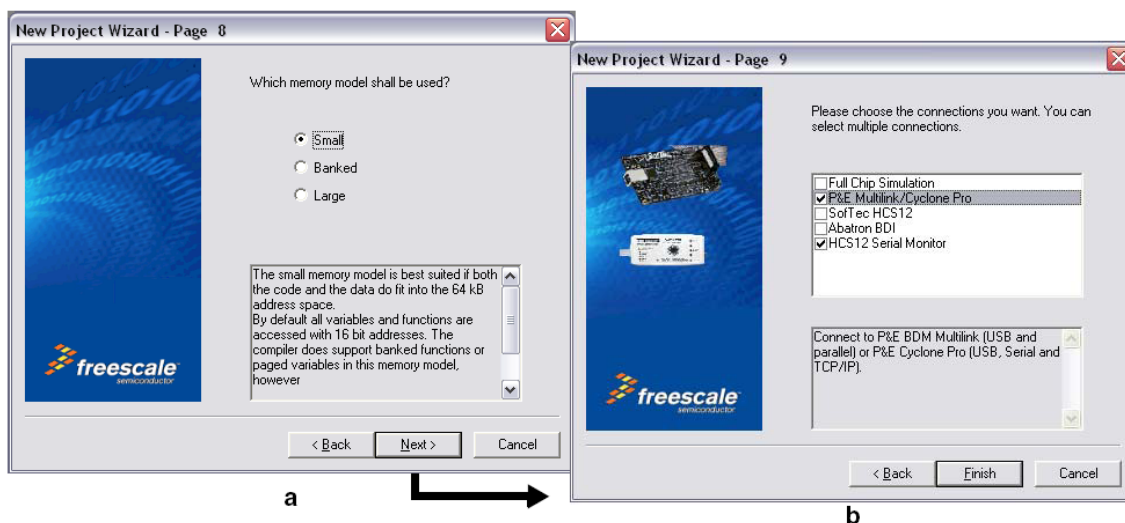 New Project Wizard - Page 8
Which memory model shall be used?
Small
Banked
Large
The small memory model is best suited if both
the code and the data do fit into the 64 kB
address space.
By default all variables and functions are
accessed with 16 bit addresses. The
compiler does support banked functions or
paged variables in this memory model,
however
freescale
semiconductor
< Back
Next >
Cancel
a
New Project Wizard - Page 9
Please choose the connections you want. You can
select multiple connections.
Full Chip Simulation
P&E Multilink/Cyclone Pro
SofTec HCS12
Abatron BDI
HCS12 Serial Monitor
Connect to P&E BDM Multilink (USB and
parallel) or P&E Cyclone Pro (USB, Serial and
TCP/IP).
freescale
semiconductor
< Back
Finish
Cancel
b